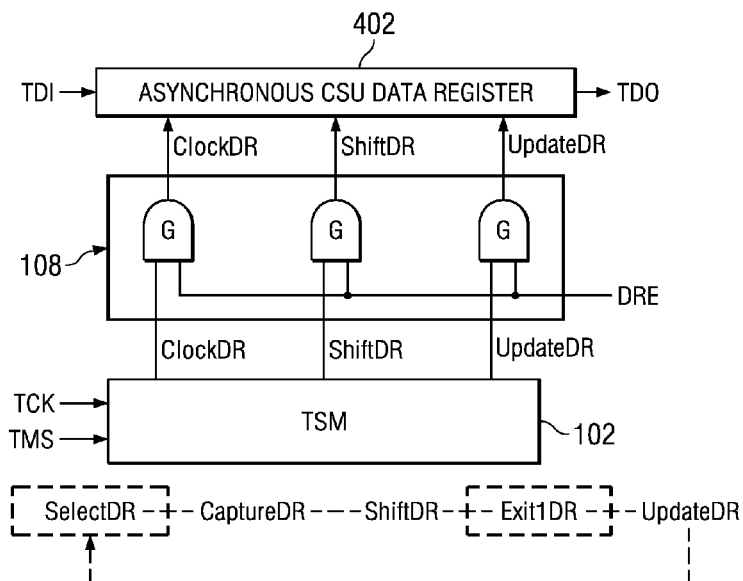 402
TDI ASYNCHRONOUS CSU DATA REGISTER TDO
ClockDR ShiftDR UpdateDR
G G G
108
DRE
ClockDR ShiftDR UpdateDR
TCK
TSM
TMS
102
SelectDR CaptureDR ShiftDR Exit1DR UpdateDR